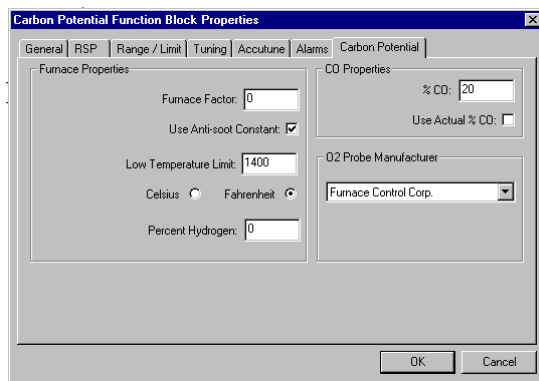 Carbon Potential Function Block Properties
General RSP Range / Limit Tuning Accutune Alarms Carbon Potential
Furnace Properties
Furnace Factor: 0
Use Anti-soot Constant:
Low Temperature Limit: 1400
Celsius Fahrenheit
Percent Hydrogen: 0
CO Properties
% CO: 20
Use Actual % CO:
O2 Probe Manufacturer
Furnace Control Corp.
OK Cancel